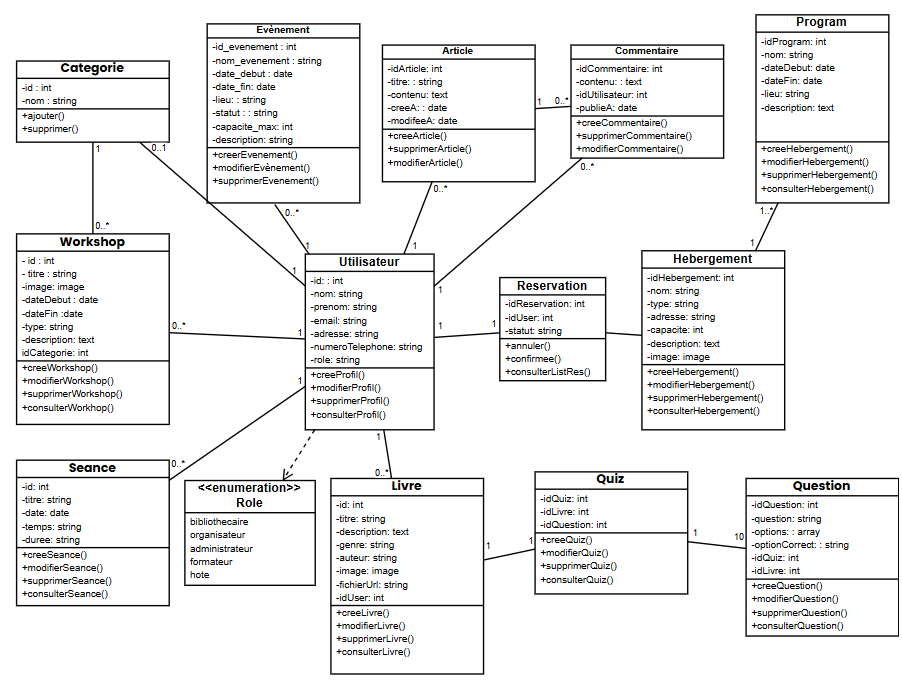 Categorie
-id : int
-nom : string
+ajouter()
+supprimer()
1
0..1
Evènement
-id_evenement : int
-nom_evenement : string
-date_debut : date
-date_fin: date
-lieu: : string
-statut : : string
-capacite_max: int
-description: string
+creerEvenement()
+modifierEvènement()
+supprimerEvenement()
0..*
1
Article
-idArticle: int
-titre: : string
-contenu: text
-creeA: : date
-modifeeA: date
+creeArticle()
+supprimerArticle()
+modifierArticle()
1
0..*
0..*
1
Commentaire
-idCommentaire: int
-contenu: : text
-idUtilisateur: int
-publieA: date
+creeCommentaire()
+supprimerCommentaire()
+modifierCommentaire()
0..*
1
Program
-idProgram: int
-nom: string
-dateDebut: date
-dateFin: date
-lieu: string
-description: text
+creeHebergement()
+modifierHebergement()
+supprimerHebergement()
+consulterHebergement()
1..*
1
Workshop
0..*
- id : int
- titre : string
-image: image
-dateDebut : date
-dateFin :date
-type: string
-description: text
idCategorie: int
+creeWorkshop()
+modifierWorkshop()
+supprimerWorkshop()
+consulterWorkhop()
0..*
1
Utilisateur
1
-id: : int
-nom: string
-prenom: string
-email: string
-adresse: string
-numeroTelephone: string
-role: string
+creeProfil()
+modifierProfil()
+supprimerProfil()
+consulterProfil()
1
1
Reservation
-idReservation: int
-idUser: int
-statut: string
+annuler()
+confirmee()
+consulterListRes()
Hebergement
-idHebergement: int
-nom: string
-type: string
-adresse: string
-capacite: int
-description: text
-image: image
+creeHebergement()
+modifierHebergement()
+supprimerHebergement()
+consulterHebergement()
1
0..*
Seance
-id: int
-titre: string
-date: date
-temps: string
-duree: string
+creeSeance()
+modifierSeance()
+supprimerSeance()
+consulterSeance()
<<enumeration>>
Role
bibliothecaire
organisateur
administrateur
formateur
hote
1
0..*
Livre
-id: int
-titre: string
-description: text
-genre: string
-auteur: string
-image: image
-fichierUrl: string
-idUser: int
+creeLivre()
+modifierLivre()
+supprimerLivre()
+consulterLivre()
1
1
Quiz
-idQuiz: int
-idLivre: int
-idQuestion: int
+creeQuiz()
+modifierQuiz()
+supprimerQuiz()
+consulterQuiz()
1
10
Question
-idQuestion: int
-question: string
-options: : array
-optionCorrect: : string
-idQuiz: int
-idLivre: int
+creeQuestion()
+modifierQuestion()
+supprimerQuestion()
+consulterQuestion()